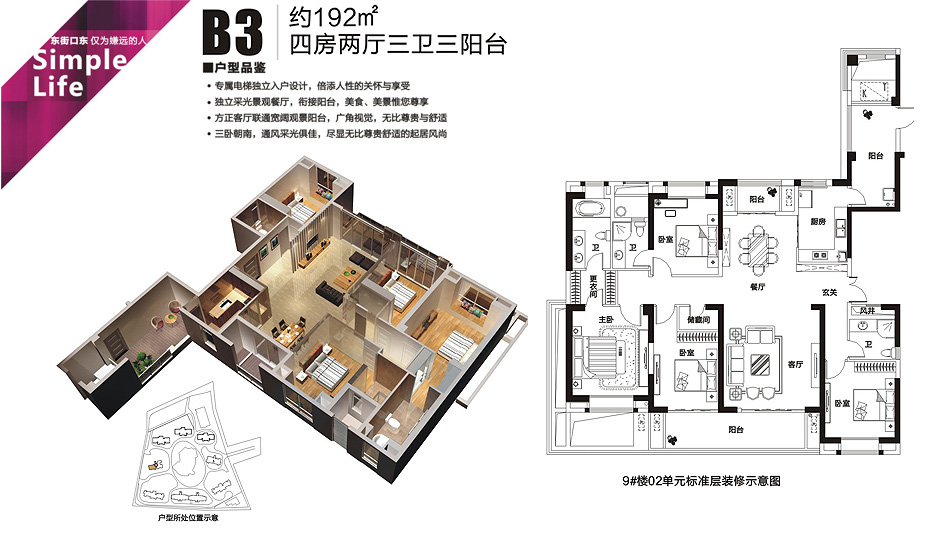 东街口东 仅为嫌远的人
Simple
Life
B3
约192㎡
四房两厅三卫三阳台
■户型品鉴
• 专属电梯独立入户设计，倍添人性的关怀与享受
• 独立采光景观餐厅，衔接阳台，美食、美景惟您尊享
• 方正客厅联通宽阔观景阳台，广角视觉，无比尊贵与舒适
• 三卧朝南，通风采光俱佳，尽显无比尊贵舒适的起居风尚
户型所处位置示意
K
阳台
阳台
厨房
卫
卫
卧室
更衣间
餐厅
玄关
主卧
储藏间
风井
卫
卧室
客厅
卧室
阳台
9#楼02单元标准层装修示意图